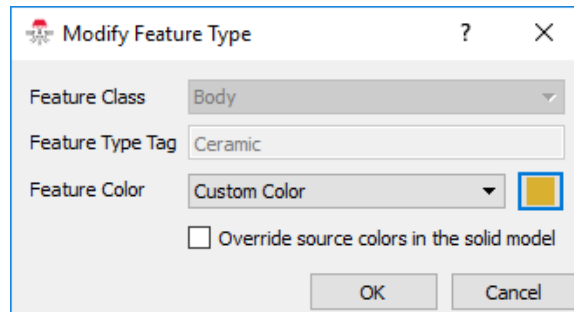 Modify Feature Type ?
Feature Class Body
Feature Type Tag Ceramic
Feature Color Custom Color
Override source colors in the solid model
OK Cancel